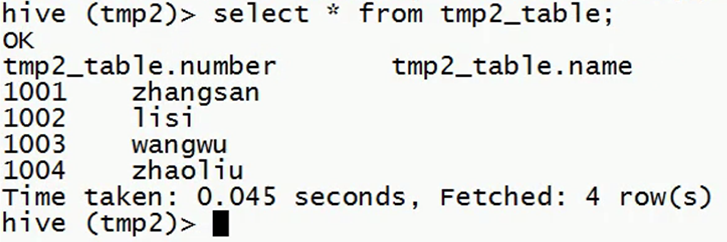 hive (tmp2)> select * from tmp2_table;
OK
tmp2_table.number	tmp2_table.name
1001	zhangsan
1002	lisi
1003	wangwu
1004	zhaoliu
Time taken: 0.045 seconds, Fetched: 4 row(s)
hive (tmp2)>